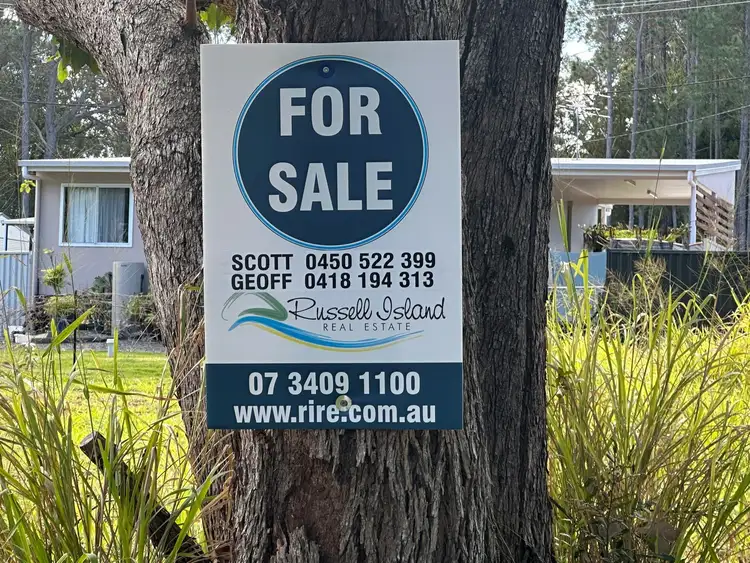 FOR
SALE
SCOTT 0450 522 399
GEOFF 0418 194 313
Russell Island
REAL ESTATE
07 3409 1100
www.rire.com.au